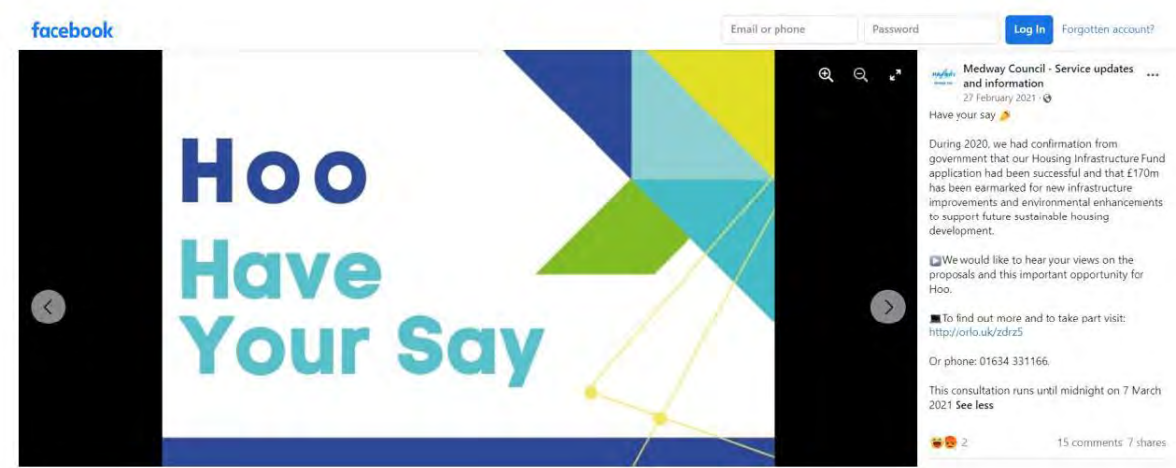 facebook
Email or phone
Password
Log In
Forgotten account?
Hoo
Have
Your Say
Medway Council - Service updates
and information
27 February 2021
Have your say
During 2020, we had confirmation from
government that our Housing Infrastructure Fund
application had been successful and that £170m
has been earmarked for new infrastructure
improvements and environmental enhancements
to support future sustainable housing
development.
We would like to hear your views on the
proposals and this important opportunity for
Hoo.
To find out more and to take part visit:
http://orlo.uk/zdrz5
Or phone: 01634 331166.
This consultation runs until midnight on 7 March
2021 See less
2
15 comments 7 shares